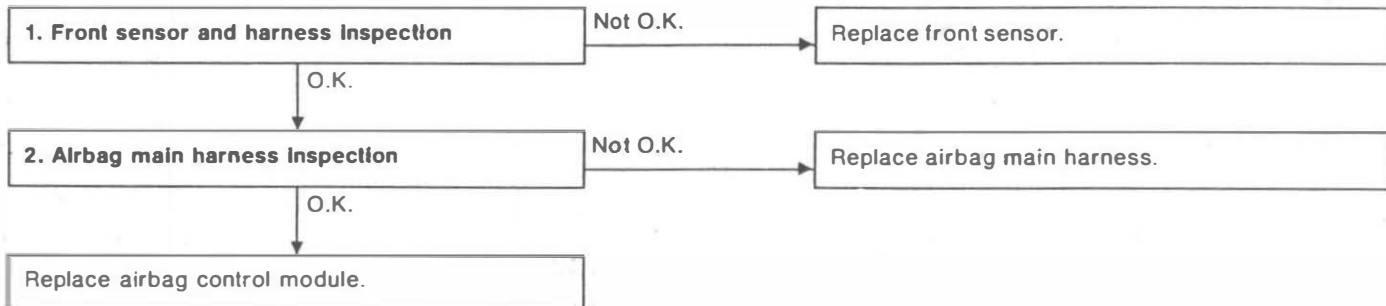 1. Front sensor and harness inspection
Not O.K.
Replace front sensor.
O.K.
2. Airbag main harness inspection
Not O.K.
Replace airbag main harness.
O.K.
Replace airbag control module.